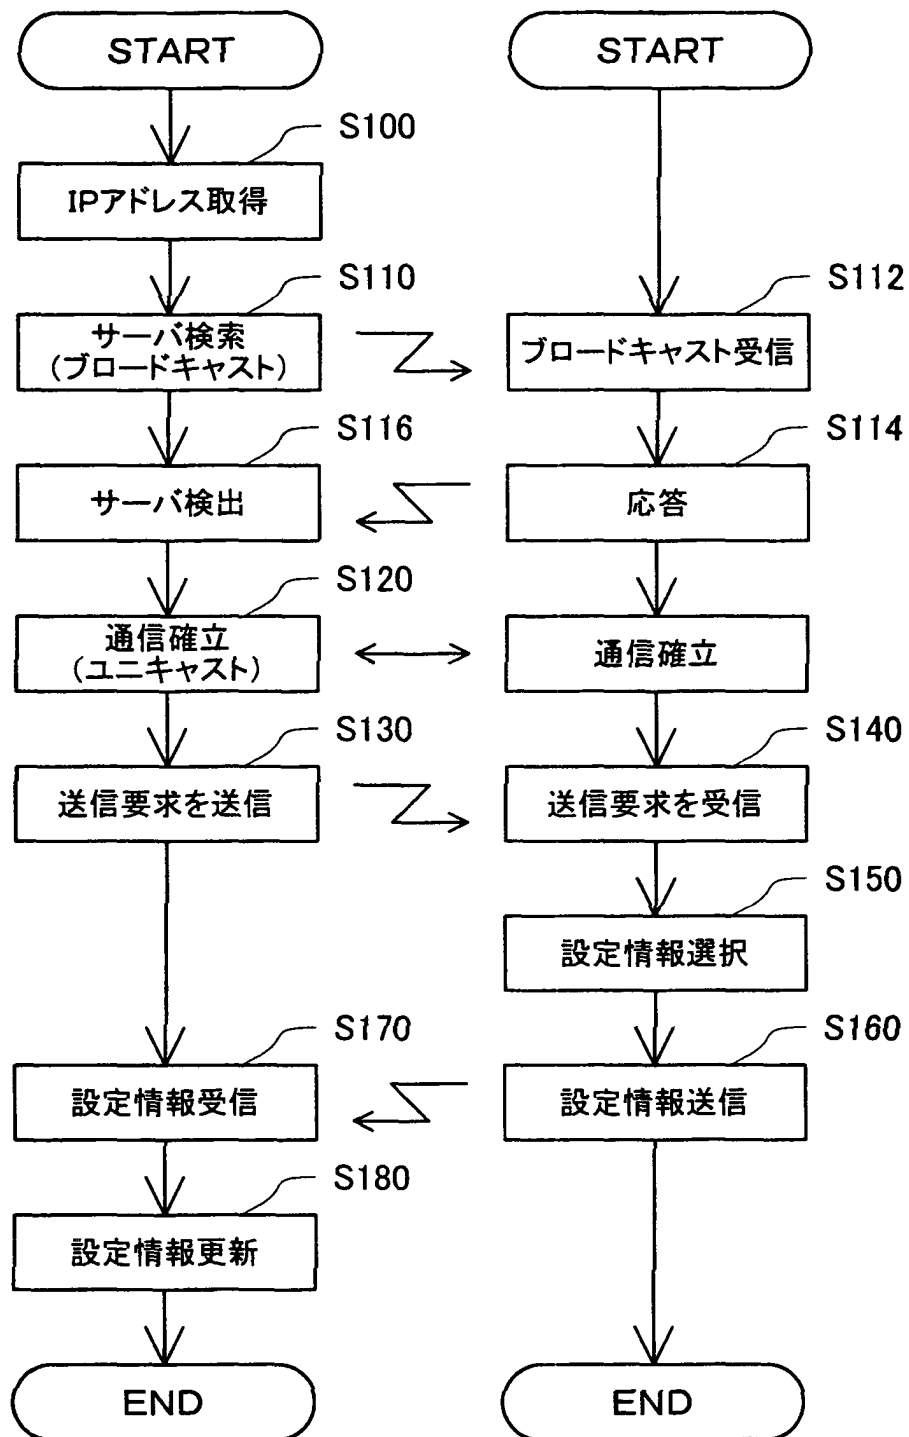 START
START
S100
IPアドレス取得
S110
S112
サーバ検索
(ブロードキャスト)
ブロードキャスト受信
S116
S114
サーバ検出
応答
S120
通信確立
(ユニキャスト)
通信確立
S130
S140
送信要求を送信
送信要求を受信
S150
設定情報選択
S170
S160
設定情報受信
設定情報送信
S180
設定情報更新
END
END